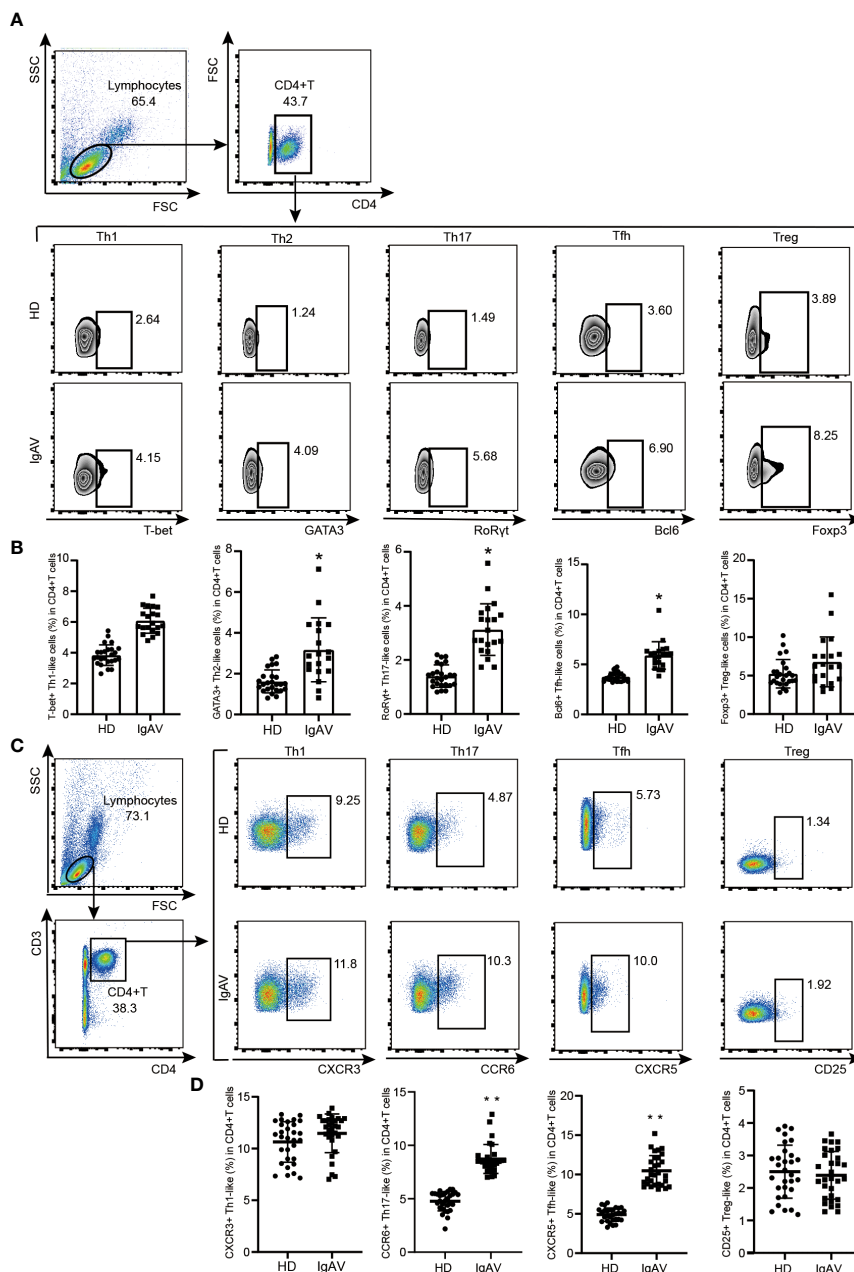 A
SSC
Lymphocytes
65.4
FSC
FSC
CD4+T
43.7
CD4
Th1 Th2 Th17 Tfh Treg
HD
2.64 1.24 1.49 3.60 3.89
IgAV
4.15 4.09 5.68 6.90 8.25
T-bet GATA3 RoRγt Bcl6 Foxp3
B
T-bet+ Th1-like cells (%) in CD4+T cells
10
8
6
4
2
0
HD IgAV
GATA3+ Th2-like cells (%) in CD4+T cells
8
6
4
2
0
*
HD IgAV
RoRγt+ Th17-like cells (%) in CD4+T cells
6
4
2
0
*
HD IgAV
Bcl6+ Tfh-like cells (%) in CD4+T cells
15
10
5
0
*
HD IgAV
Foxp3+ Treg-like cells (%) in CD4+T cells
20
15
10
5
0
HD IgAV
C
SSC
Lymphocytes
73.1
FSC
CD3
CD4+T
38.3
CD4
Th1 Th17 Tfh Treg
HD
9.25 4.87 5.73 1.34
IgAV
11.8 10.3 10.0 1.92
CXCR3 CCR6 CXCR5 CD25
D
CXCR3+ Th1-like (%) in CD4+T cells
15
10
5
0
HD IgAV
CCR6+ Th17-like (%) in CD4+T cells
15
10
5
0
* *
HD IgAV
CXCR5+ Tfh-like (%) in CD4+T cells
20
15
10
5
0
* *
HD IgAV
CD25+ Treg-like (%) in CD4+T cells
5
4
3
2
1
0
HD IgAV